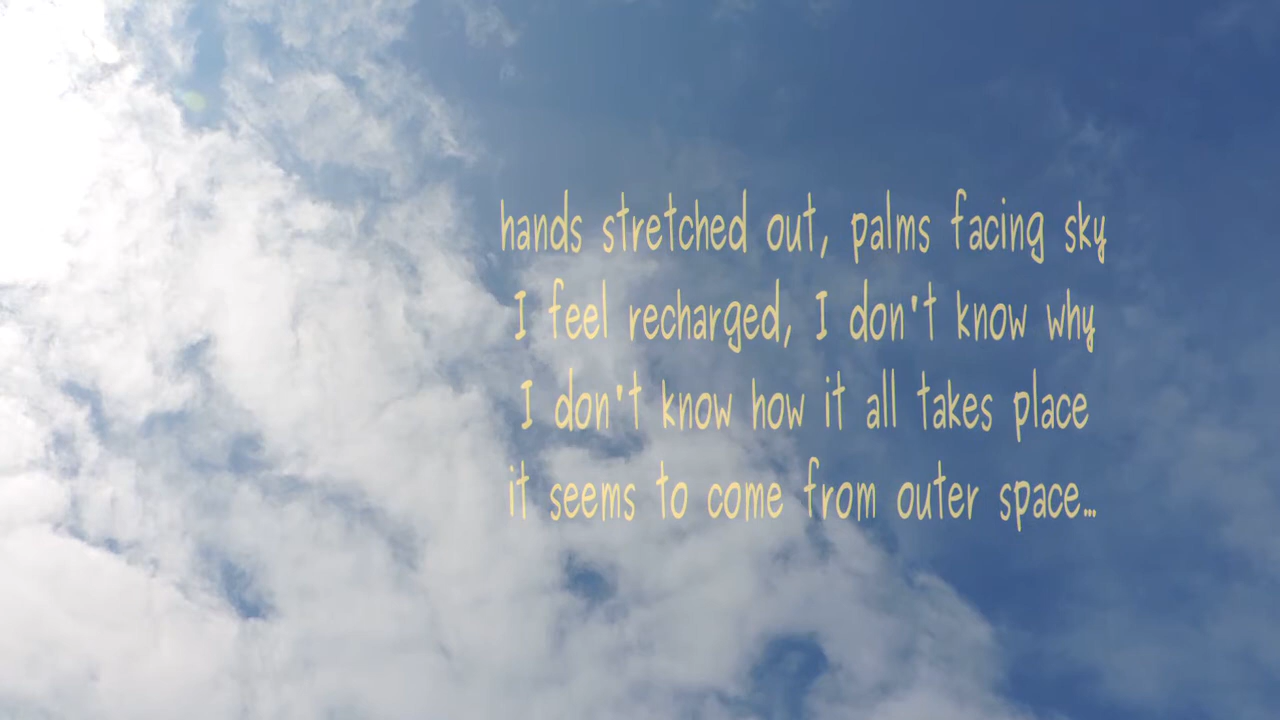 hands stretched out, palms facing sky
I feel recharged, I don't know why
I don't know how it all takes place
it seems to come from outer space...